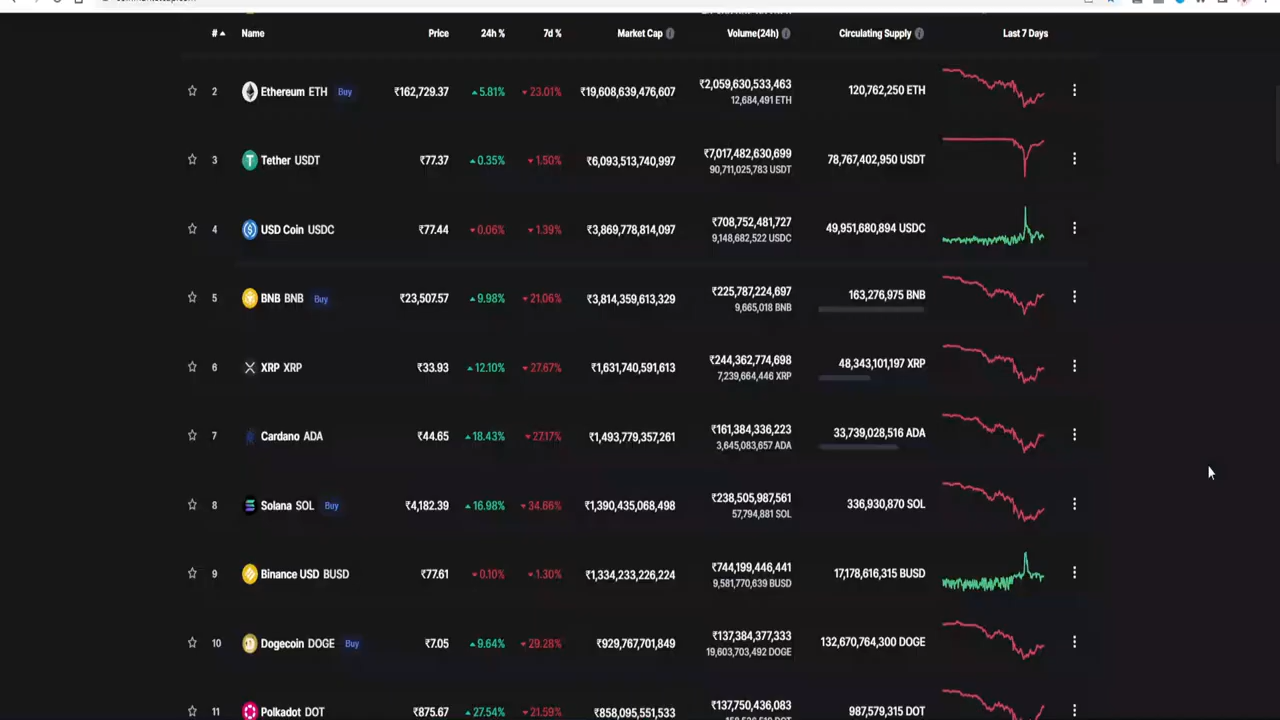 # Name Price 24h % 7d % Market Cap Volume(24h) Circulating Supply Last 7 Days
2 Ethereum ETH Buy ₹162,729.37 5.81% 23.01% ₹19,608,639,476,607 ₹2,059,630,533,463 120,762,250 ETH
12,684,491 ETH
3 Tether USDT ₹77.37 0.35% 1.50% ₹6,093,513,740,997 ₹7,017,482,630,699 78,767,402,950 USDT
90,711,025,783 USDT
4 USD Coin USDC ₹77.44 0.06% 1.39% ₹3,869,778,814,097 ₹708,752,481,727 49,951,680,894 USDC
9,148,682,522 USDC
5 BNB BNB Buy ₹23,507.57 9.98% 21.06% ₹3,814,359,613,329 ₹225,787,224,697 163,276,975 BNB
9,665,018 BNB
6 XRP XRP ₹33.93 12.10% 27.67% ₹1,631,740,591,613 ₹244,362,774,698 48,343,101,197 XRP
7,239,664,446 XRP
7 Cardano ADA ₹44.65 18.43% 27.17% ₹1,493,779,357,261 ₹161,384,336,223 33,739,028,516 ADA
3,645,083,657 ADA
8 Solana SOL Buy ₹4,182.39 16.98% 34.66% ₹1,390,435,068,498 ₹238,505,987,561 336,930,870 SOL
57,794,881 SOL
9 Binance USD BUSD ₹77.61 0.10% 1.30% ₹1,334,233,226,224 ₹744,199,446,441 17,178,616,315 BUSD
9,581,770,639 BUSD
10 Dogecoin DOGE Buy ₹7.05 9.64% 29.28% ₹929,767,701,849 ₹137,384,377,333 132,670,764,300 DOGE
19,603,703,492 DOGE
11 Polkadot DOT ₹875.67 27.54% 21.59% ₹858,095,551,533 ₹137,750,436,083 987,579,315 DOT